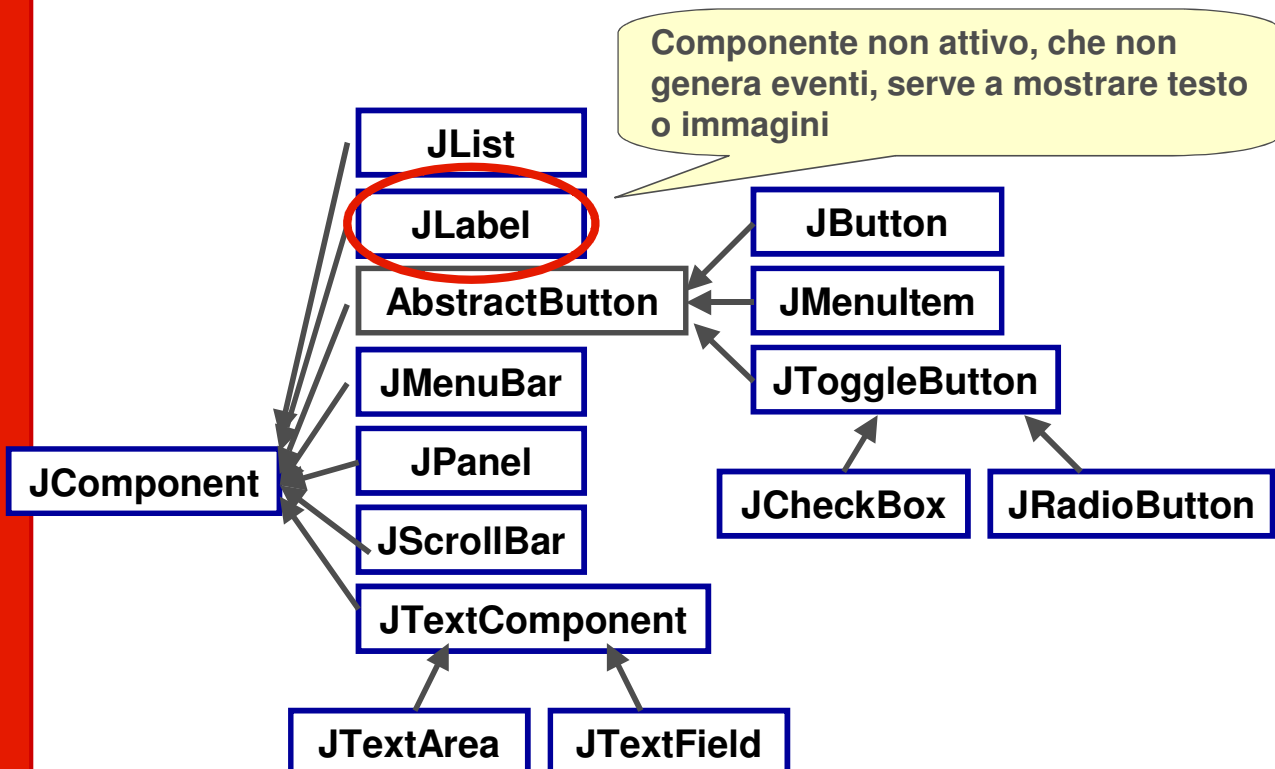 Componente non attivo, che non
genera eventi, serve a mostrare testo
o immagini
JList
JLabel
JButton
AbstractButton
JMenuItem
JMenuBar
JToggleButton
JPanel
JComponent
JCheckBox
JRadioButton
JScrollBar
JTextComponent
JTextArea
JTextField